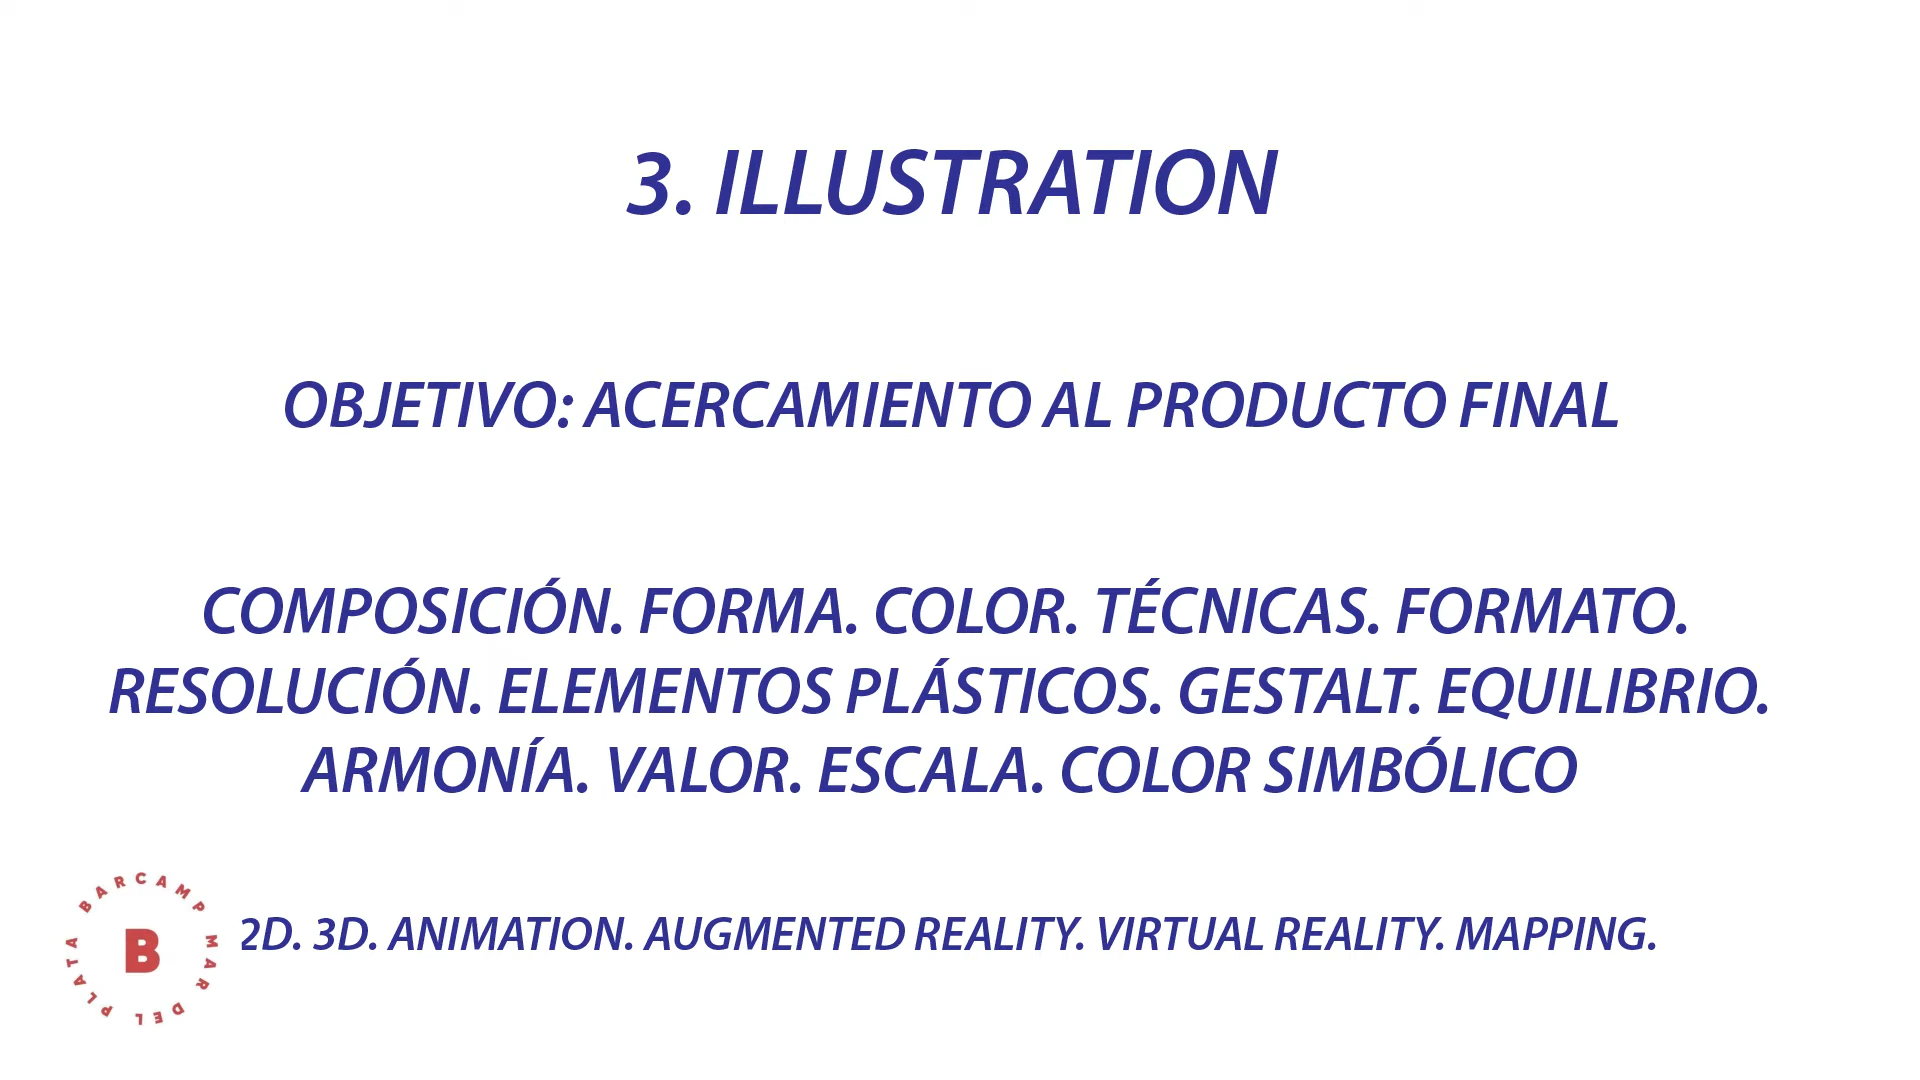 3. ILLUSTRATION
OBJETIVO: ACERCAMIENTO AL PRODUCTO FINAL
COMPOSICIÓN. FORMA. COLOR. TÉCNICAS. FORMATO.
RESOLUCIÓN. ELEMENTOS PLÁSTICOS. GESTALT. EQUILIBRIO.
ARMONÍA. VALOR. ESCALA. COLOR SIMBÓLICO
2D. 3D. ANIMATION. AUGMENTED REALITY. VIRTUAL REALITY. MAPPING.
BARCAMP MAR DEL PLATA
B